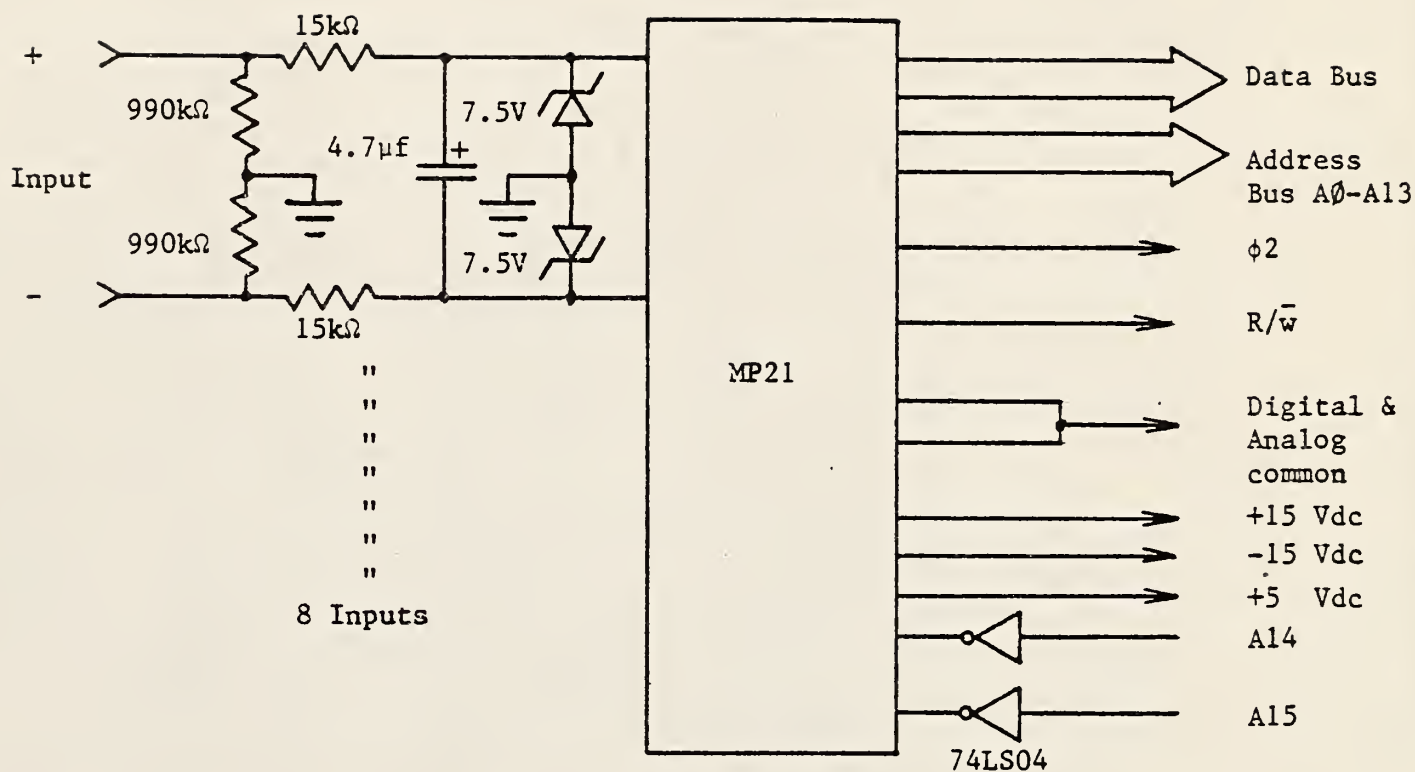 15kΩ
+
990kΩ
7.5V
4.7µf
+
Input
990kΩ
7.5V
-
15kΩ
"
"
"
"
"
"
"
8 Inputs
MP21
Data Bus
Address
Bus AØ-A13
ϕ2
R/w̅
Digital &
Analog
common
+15 Vdc
-15 Vdc
+5 Vdc
A14
A15
74LS04